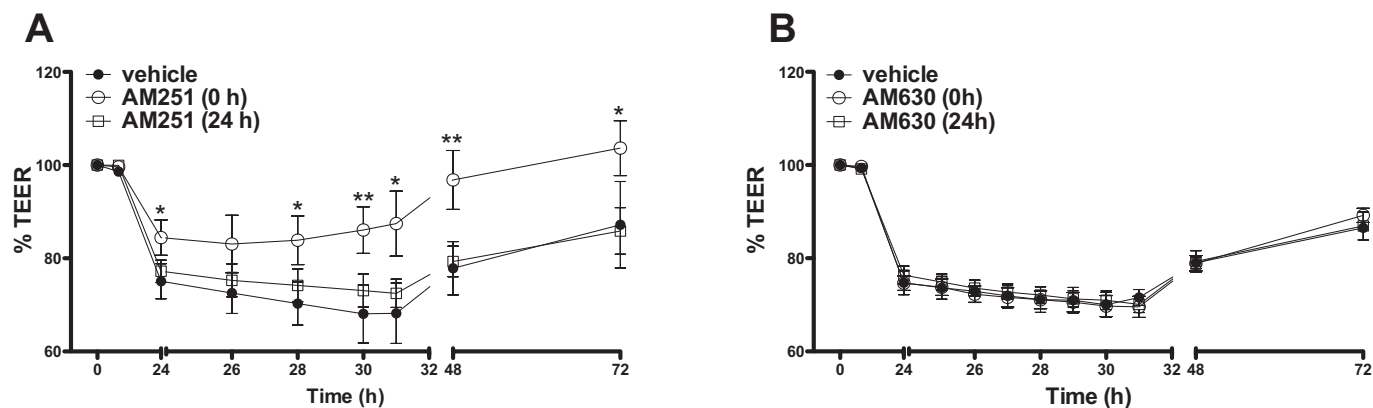 A
vehicle
AM251 (0 h)
AM251 (24 h)
120
100
80
60
% TEER
*
*
**
*
**
*
0 24 26 28 30 32 48 72
Time (h)
B
vehicle
AM630 (0h)
AM630 (24h)
120
100
80
60
% TEER
0 24 26 28 30 32 48 72
Time (h)